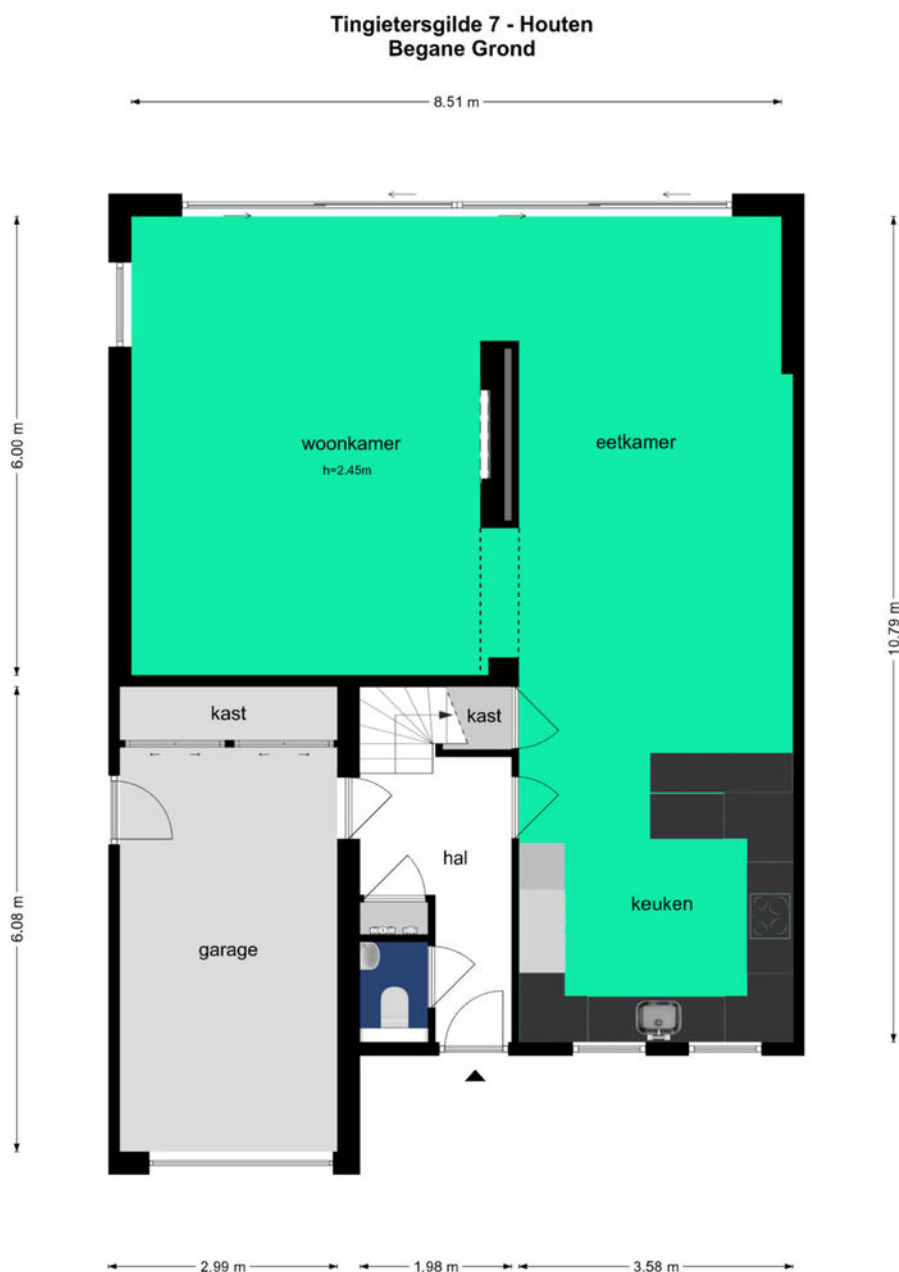 Tingietersgilde 7 - Houten
Begane Grond
8.51 m
6.00 m
woonkamer
h=2.45m
eetkamer
10.79 m
kast
kast
6.08 m
hal
keuken
garage
2.99 m
1.98 m
3.58 m